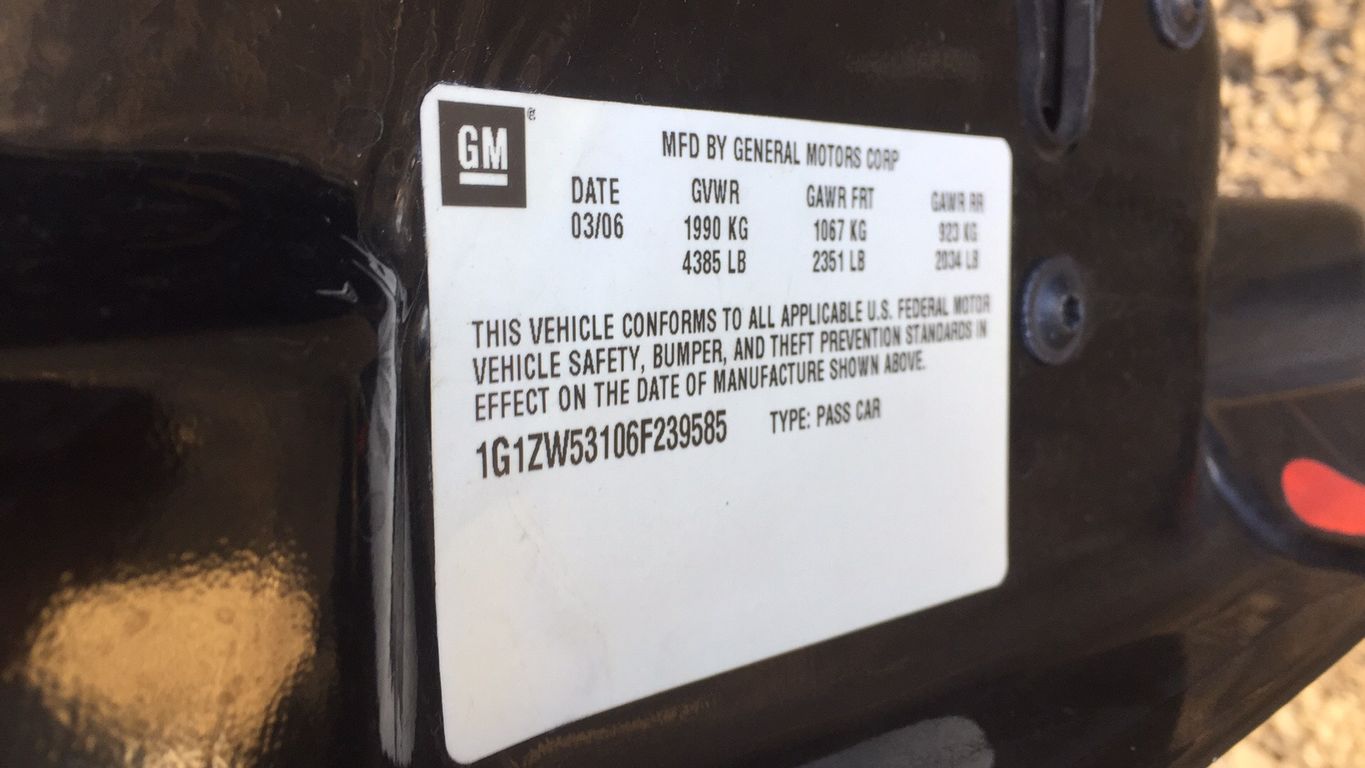 GM
®
MFD BY GENERAL MOTORS CORP
DATE GVWR GAWR FRT GAWR RR
03/06 1990 KG 1067 KG 923 KG
4385 LB 2351 LB 2034 LB
THIS VEHICLE CONFORMS TO ALL APPLICABLE U.S. FEDERAL MOTOR
VEHICLE SAFETY, BUMPER, AND THEFT PREVENTION STANDARDS IN
EFFECT ON THE DATE OF MANUFACTURE SHOWN ABOVE.
1G1ZW53106F239585 TYPE: PASS CAR